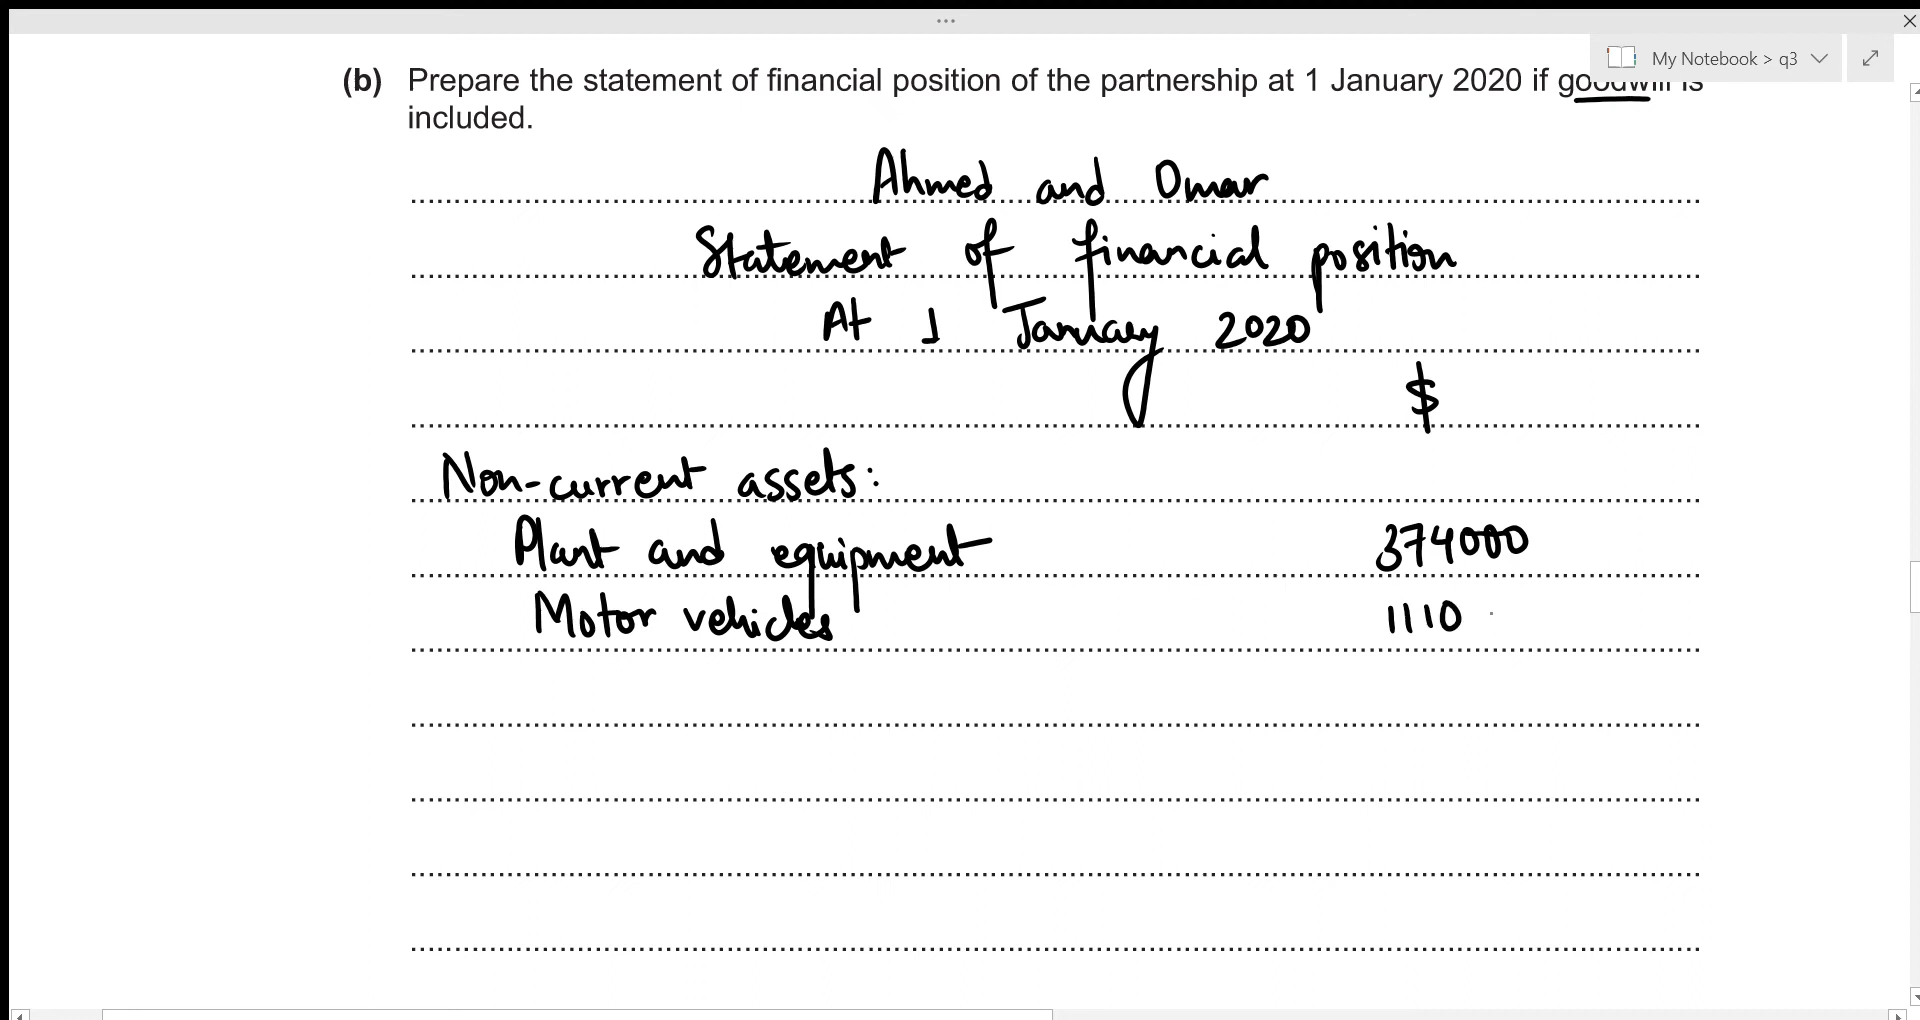 My Notebook > q3
(b) Prepare the statement of financial position of the partnership at 1 January 2020 if goodwill is
included.
Ahmed and Omar
Statement of financial position
At 1 January 2020
$
Non-current assets:
Plant and equipment 374000
Motor vehicles 1110